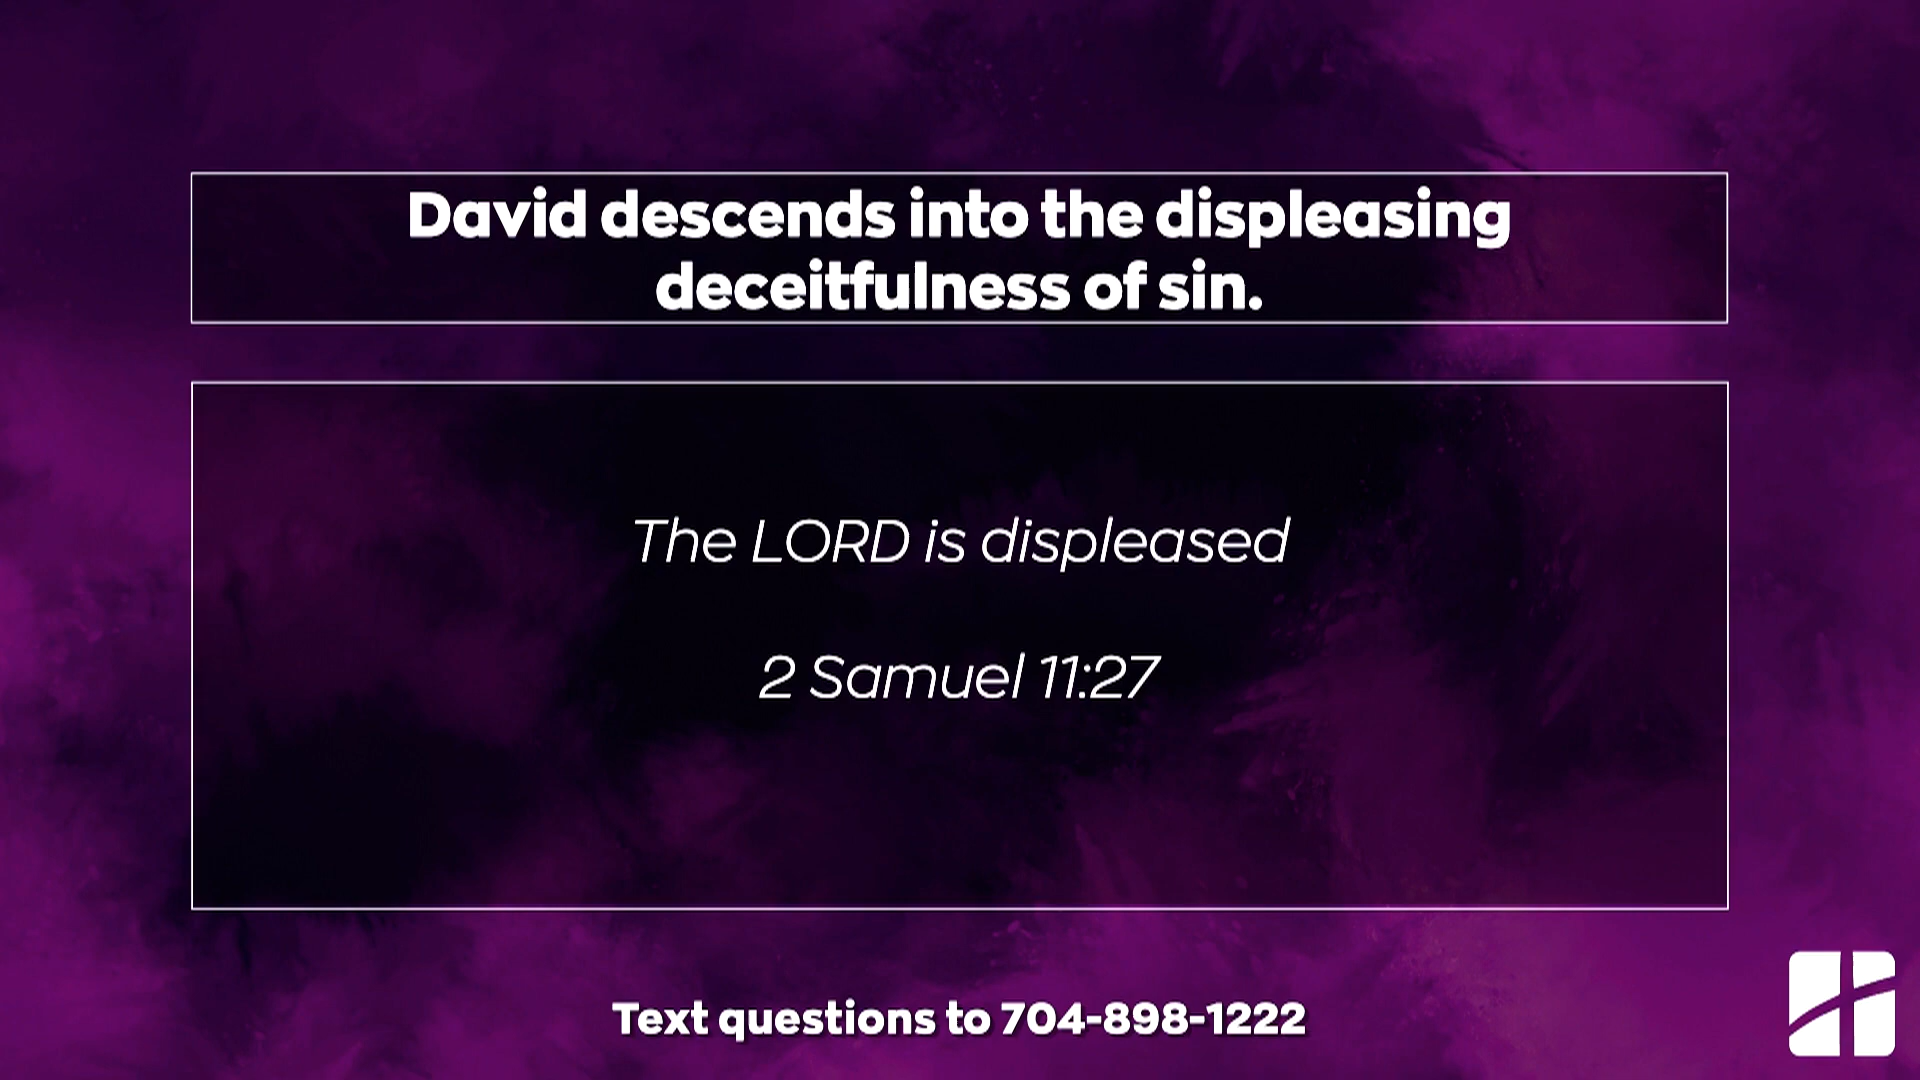 David descends into the displeasing
deceitfulness of sin.
The LORD is displeased
2 Samuel 11:27
Text questions to 704-898-1222